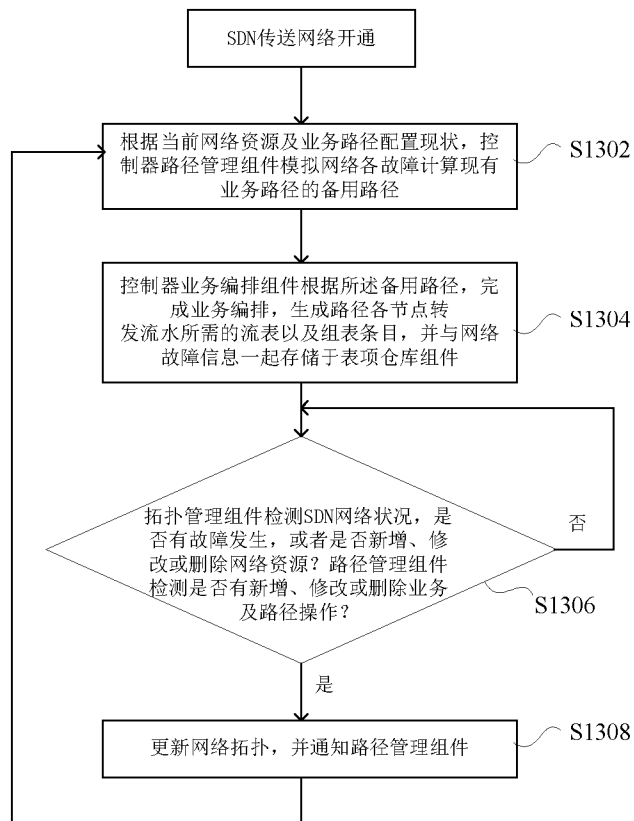 SDN传送网络开通
根据当前网络资源及业务路径配置现状，控
制器路径管理组件模拟网络各故障计算现有
业务路径的备用路径
S1302
控制器业务编排组件根据所述备用路径，完
成业务编排，生成路径各节点转
发流水所需的流表以及组表条目，并与网络
故障信息一起存储于表项仓库组件
S1304
拓扑管理组件检测SDN网络状况，是
否有故障发生，或者是否新增、修
改或删除网络资源？路径管理组件
检测是否有新增、修改或删除业务
及路径操作？
否
S1306
是
更新网络拓扑，并通知路径管理组件
S1308